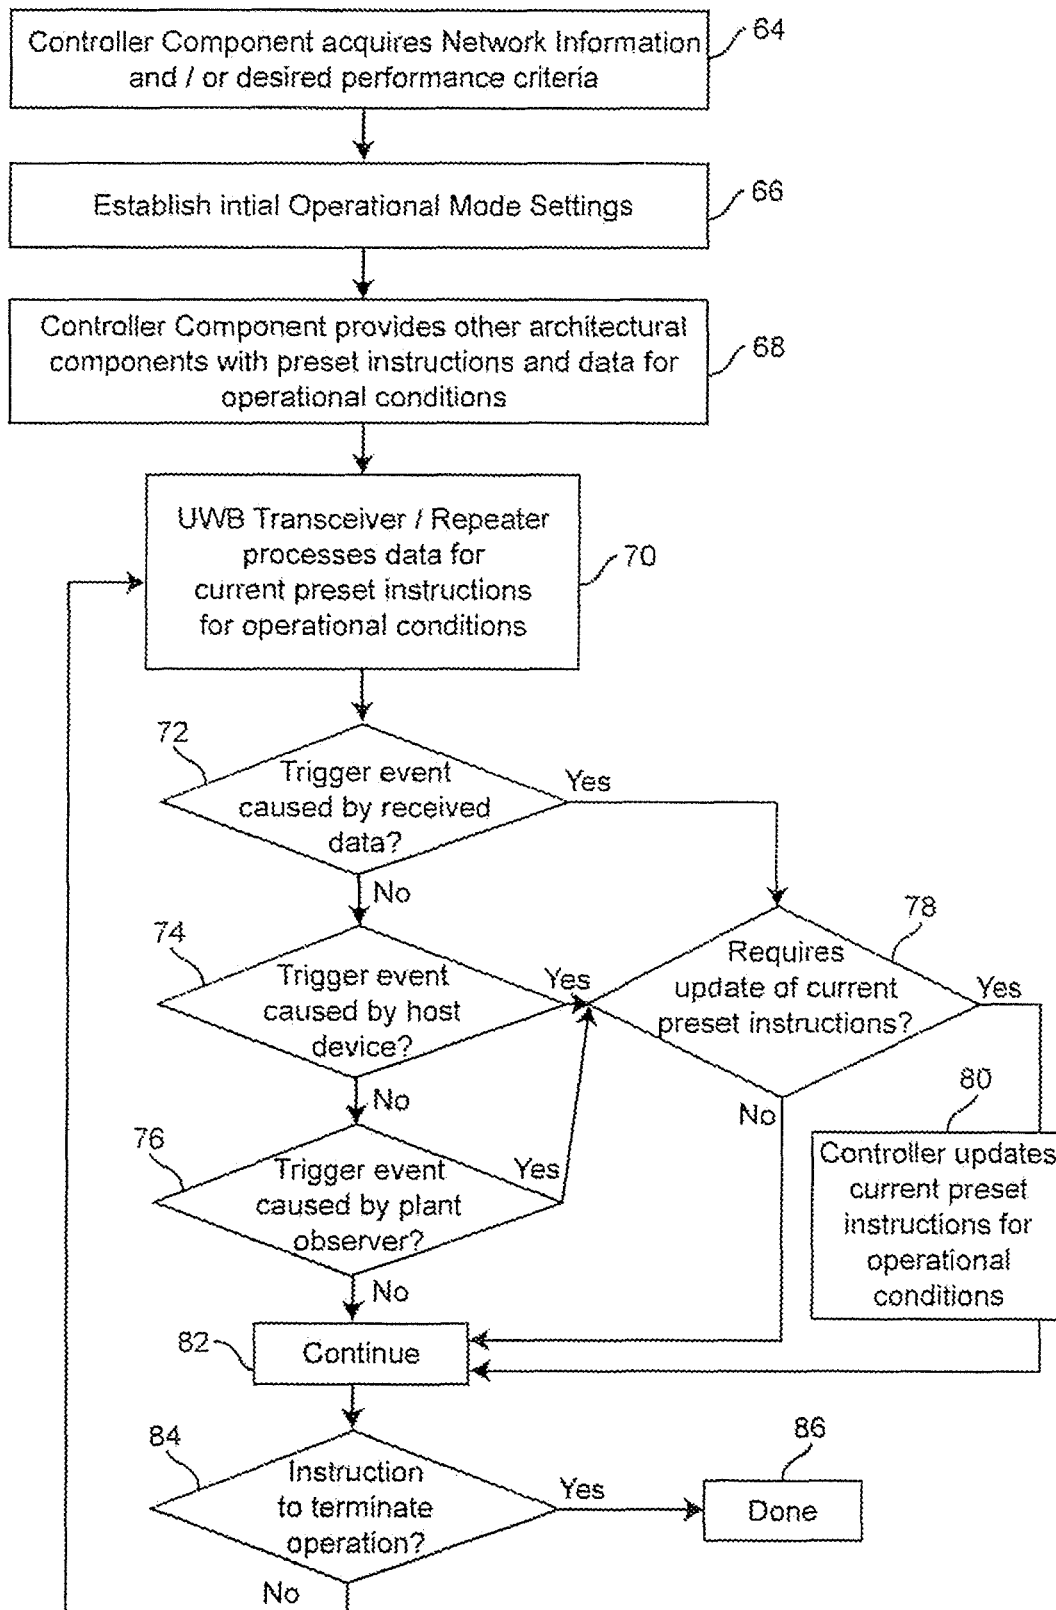 Controller Component acquires Network Information
and / or desired performance criteria
64
Establish intial Operational Mode Settings
66
Controller Component provides other architectural
components with preset instructions and data for
operational conditions
68
UWB Transceiver / Repeater
processes data for
current preset instructions
for operational conditions
70
72
Trigger event
caused by received
data?
Yes
No
74
Trigger event
caused by host
device?
Yes
No
78
Requires
update of current
preset instructions?
Yes
No
76
Trigger event
caused by plant
observer?
Yes
No
80
Controller updates
current preset
instructions for
operational
conditions
82
Continue
84
Instruction
to terminate
operation?
Yes
No
86
Done